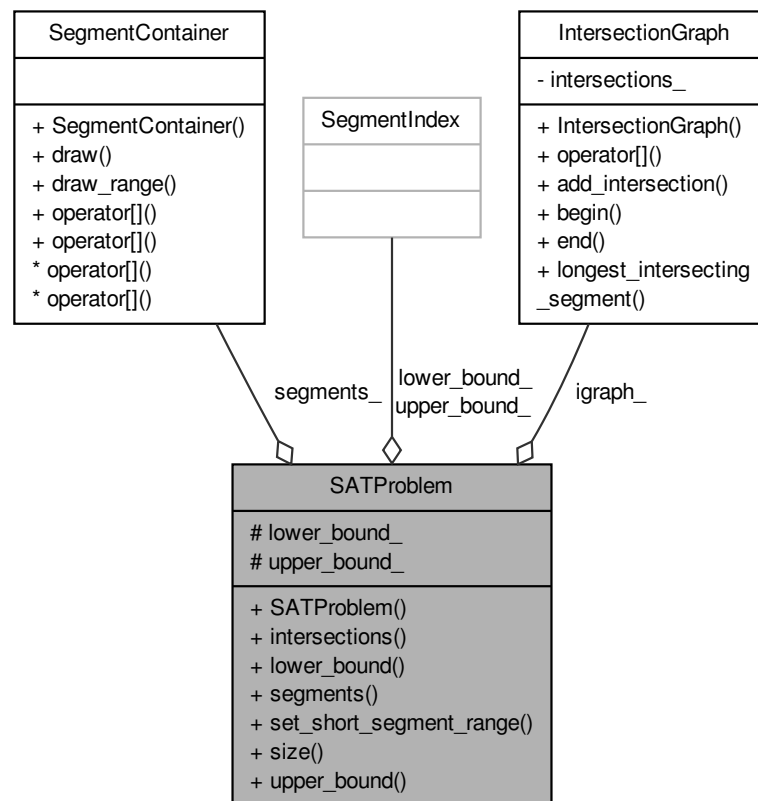 SegmentContainer
+ SegmentContainer()
+ draw()
+ draw_range()
+ operator[]()
+ operator[]()
* operator[]()
* operator[]()
SegmentIndex
IntersectionGraph
- intersections_
+ IntersectionGraph()
+ operator[]()
+ add_intersection()
+ begin()
+ end()
+ longest_intersecting
_segment()
segments_
lower_bound_
upper_bound_
igraph_
SATProblem
# lower_bound_
# upper_bound_
+ SATProblem()
+ intersections()
+ lower_bound()
+ segments()
+ set_short_segment_range()
+ size()
+ upper_bound()